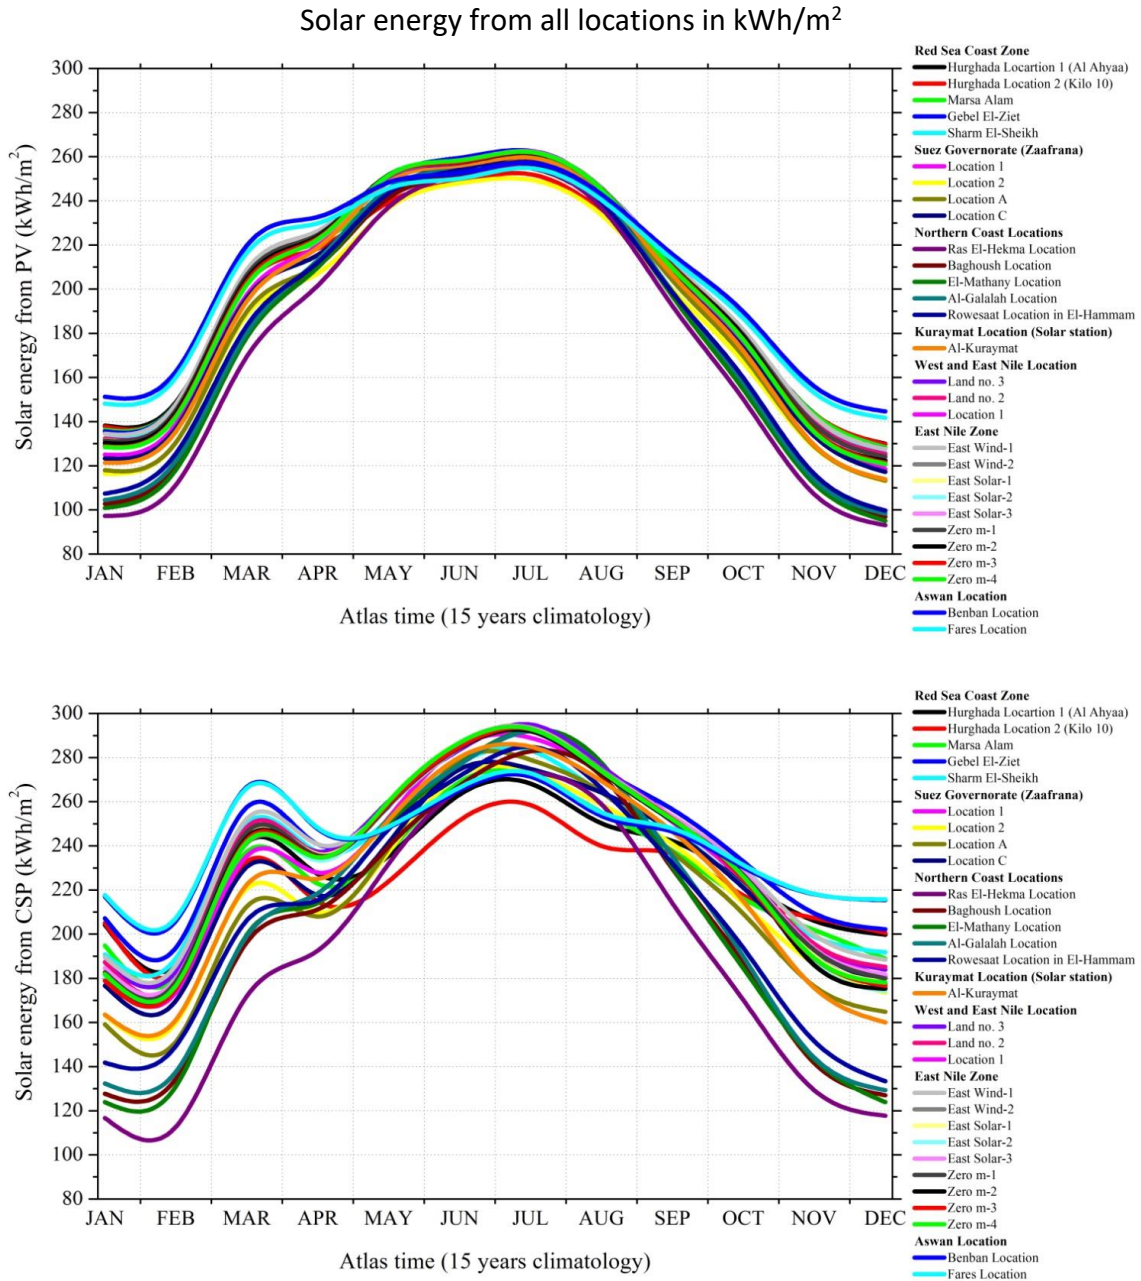 Solar energy from all locations in kWh/m²
Solar energy from PV (kWh/m²)
300
280
260
240
220
200
180
160
140
120
100
80
JAN FEB MAR APR MAY JUN JUL AUG SEP OCT NOV DEC
Atlas time (15 years climatology)
Red Sea Coast Zone
Hurghada Locartion 1 (Al Ahyaa)
Hurghada Location 2 (Kilo 10)
Marsa Alam
Gebel El-Ziet
Sharm El-Sheikh
Suez Governorate (Zaafrana)
Location 1
Location 2
Location A
Location C
Northern Coast Locations
Ras El-Hekma Location
Baghoush Location
El-Mathany Location
Al-Galalah Location
Rowesaat Location in El-Hammam
Kuraymat Location (Solar station)
Al-Kuraymat
West and East Nile Location
Land no. 3
Land no. 2
Location 1
East Nile Zone
East Wind-1
East Wind-2
East Solar-1
East Solar-2
East Solar-3
Zero m-1
Zero m-2
Zero m-3
Zero m-4
Aswan Location
Benban Location
Fares Location
Solar energy from CSP (kWh/m²)
300
280
260
240
220
200
180
160
140
120
100
80
JAN FEB MAR APR MAY JUN JUL AUG SEP OCT NOV DEC
Atlas time (15 years climatology)
Red Sea Coast Zone
Hurghada Locartion 1 (Al Ahyaa)
Hurghada Location 2 (Kilo 10)
Marsa Alam
Gebel El-Ziet
Sharm El-Sheikh
Suez Governorate (Zaafrana)
Location 1
Location 2
Location A
Location C
Northern Coast Locations
Ras El-Hekma Location
Baghoush Location
El-Mathany Location
Al-Galalah Location
Rowesaat Location in El-Hammam
Kuraymat Location (Solar station)
Al-Kuraymat
West and East Nile Location
Land no. 3
Land no. 2
Location 1
East Nile Zone
East Wind-1
East Wind-2
East Solar-1
East Solar-2
East Solar-3
Zero m-1
Zero m-2
Zero m-3
Zero m-4
Aswan Location
Benban Location
Fares Location